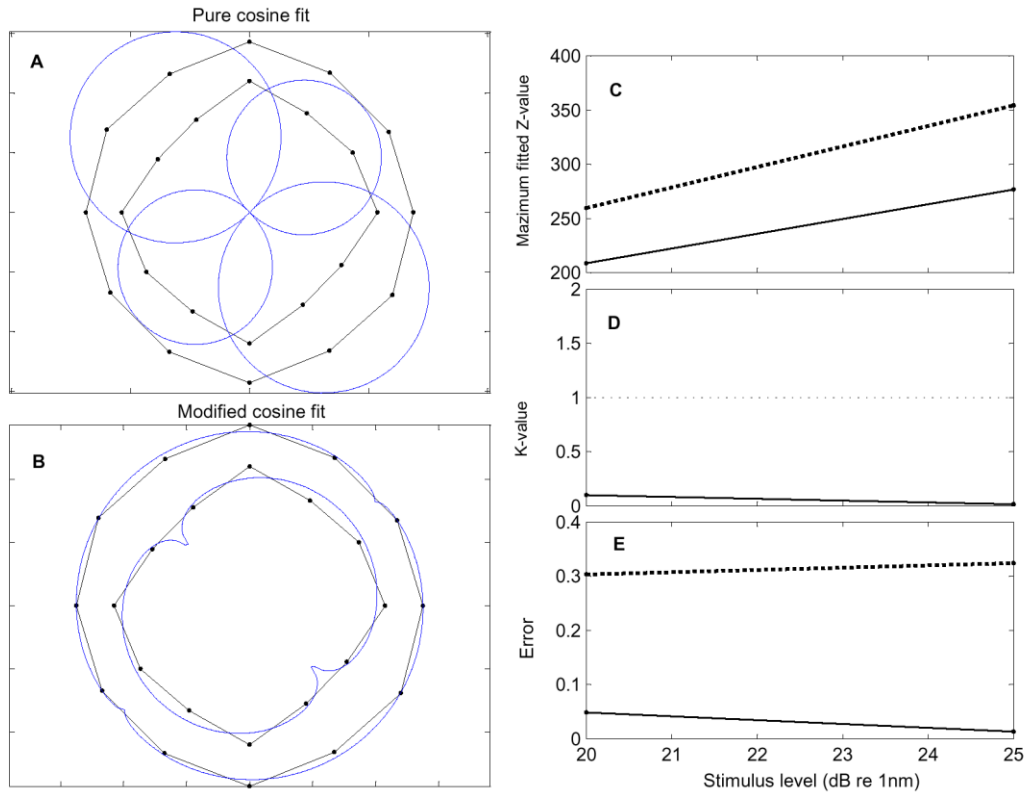 Pure cosine fit
A
Modified cosine fit
B
400
350
300
250
200
Mazimum fitted Z-value
C
2
1.5
1
0.5
0
K-value
D
0.4
0.3
0.2
0.1
0
Error
E
20 21 22 23 24 25
Stimulus level (dB re 1nm)